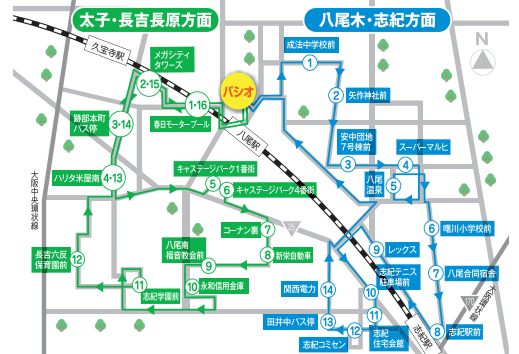 太子・長吉長原方面
八尾木・志紀方面
久宝寺駅
メガシティ
タワーズ
2・15
1・16
パシオ
春日モータープール
跡部本町
バス停
3・14
ハリタ米屋南
4・13
大阪中央環状線
八尾駅
キャステージパーク1番街
5
6
キャステージパーク4番街
コーナン裏
7
25
8
新栄自動車
八尾南
福音教会前
9
永和信用金庫
10
長吉六反
保育園前
12
11
志紀学園前
成法中学校前
1
N
2
矢作神社前
安中団地
7号棟前
3
スーパーマルヒ
4
八尾
温泉
5
6
曙川小学校前
7
八尾合同宿舎
8
志紀駅前
170
大阪外環状線
9
レックス
志紀テニス
駐車場前
10
11
志紀
住宅会館
12
志紀コミセン
田井中バス停
13
関西電力
14
志紀駅